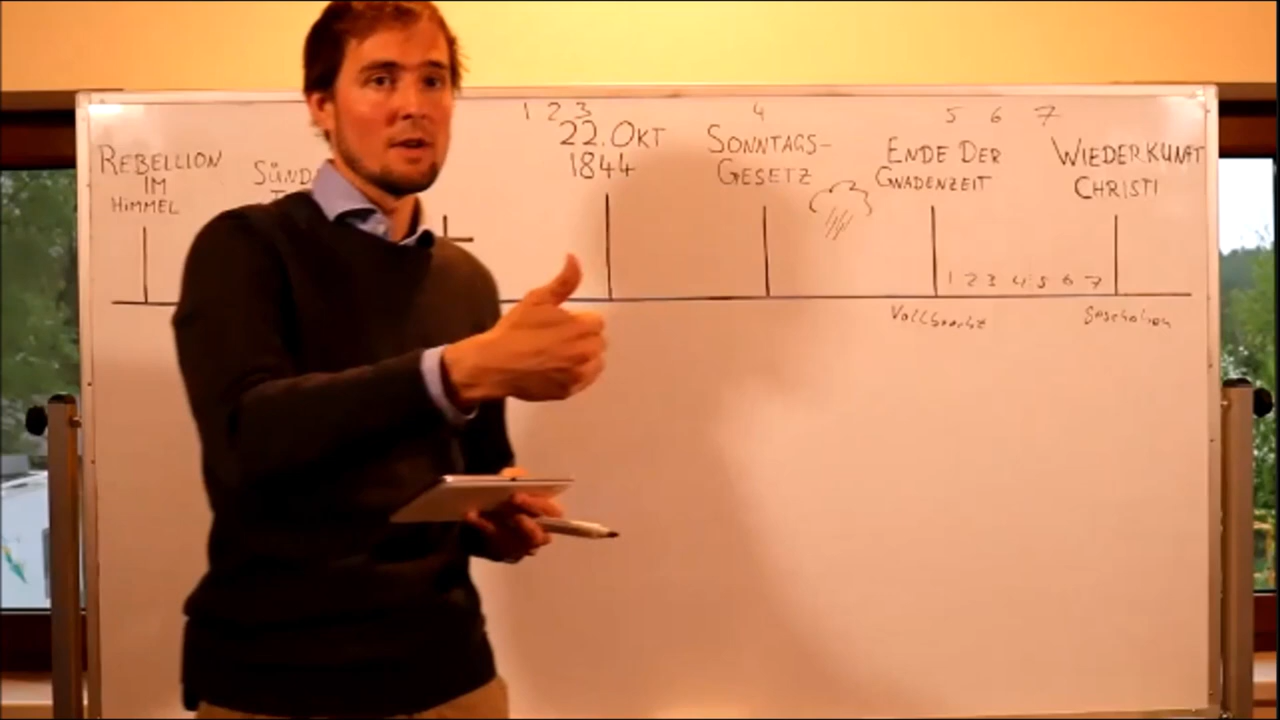 1 2 3 4 5 6 7
REBELLION
IM
HIMMEL
SÜND
22. OKT
1844
SONNTAGS-
GESETZ
ENDE DER
GNADENZEIT
WIEDERKUNFT
CHRISTI
1 2 3 4 5 6 7
Vollbracht
Geschehen